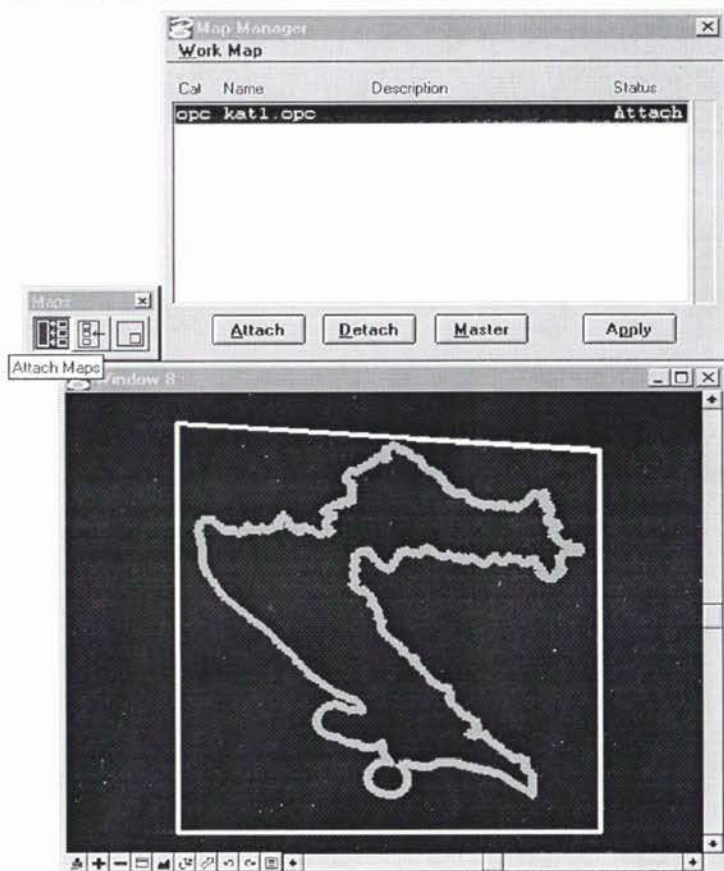 Map Manager
Work Map
Cat Name Description Status
opc kat1.opc Attach
Maps
Attach Detach Master Apply
Attach Maps
Window 8